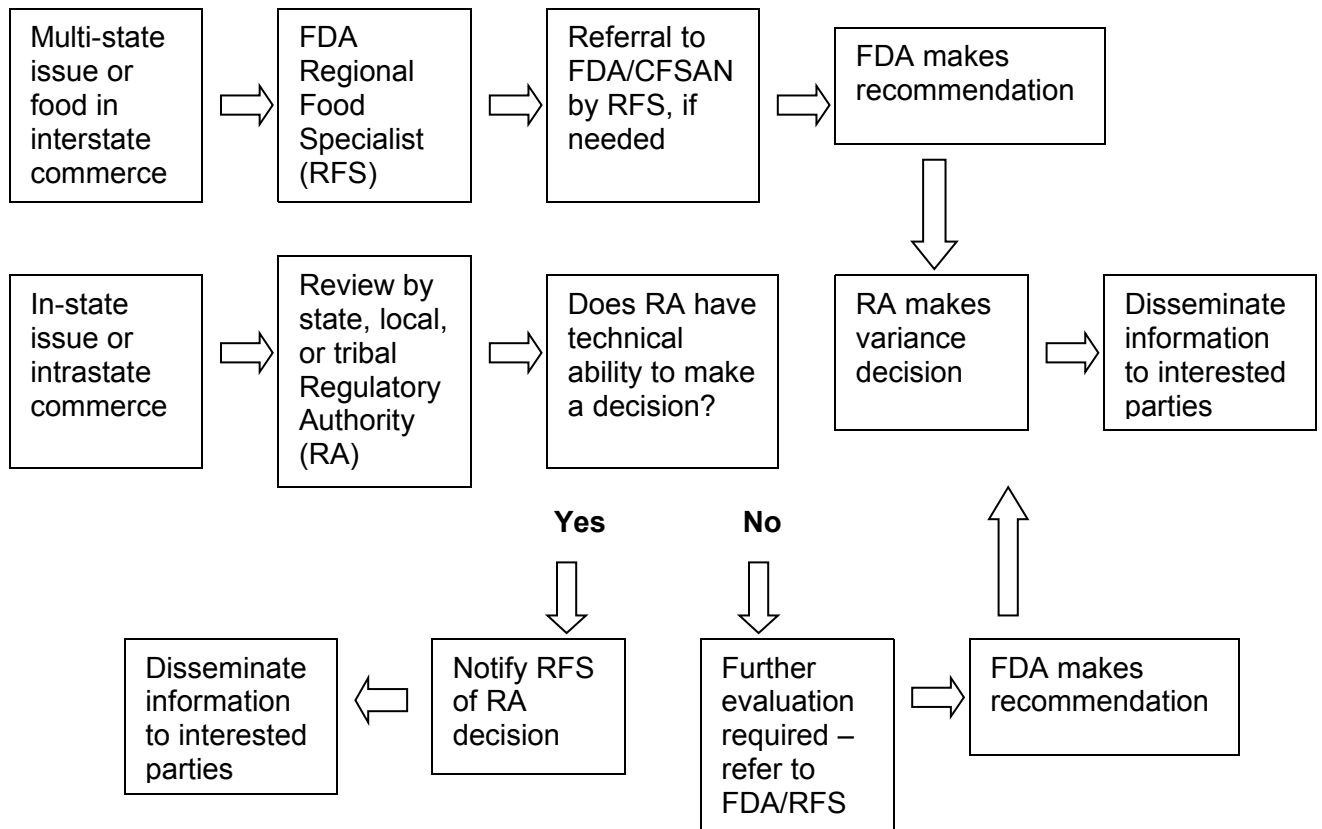 Multi-state
issue or
food in
interstate
commerce
FDA
Regional
Food
Specialist
(RFS)
Referral to
FDA/CFSAN
by RFS, if
needed
FDA makes
recommendation
In-state
issue or
intrastate
commerce
Review by
state, local,
or tribal
Regulatory
Authority
(RA)
Does RA have
technical
ability to make
a decision?
RA makes
variance
decision
Disseminate
information
to interested
parties
Yes
No
Disseminate
information
to interested
parties
Notify RFS
of RA
decision
Further
evaluation
required –
refer to
FDA/RFS
FDA makes
recommendation